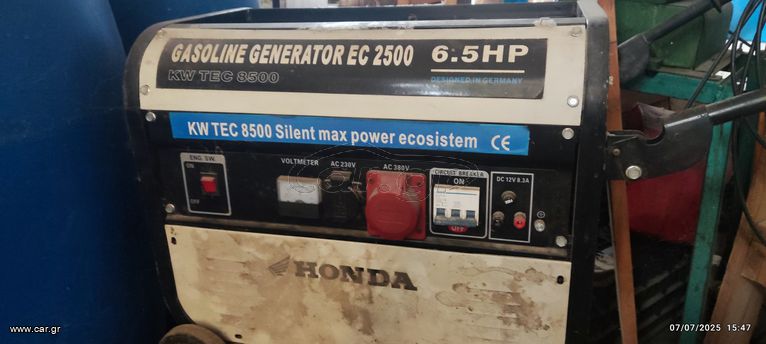 GASOLINE GENERATOR EC 2500 6.5HP
KW TEC 8500 DESIGNED IN GERMANY
KW TEC 8500 Silent max power ecosistem CE
ENG. SW.
ON
OFF
VOLTMETER
AC 230V
AC 380V
CIRCUIT BREAKER
ON
OFF
DC 12V 8.3A
HONDA
www.car.gr
07/07/2025 15:47